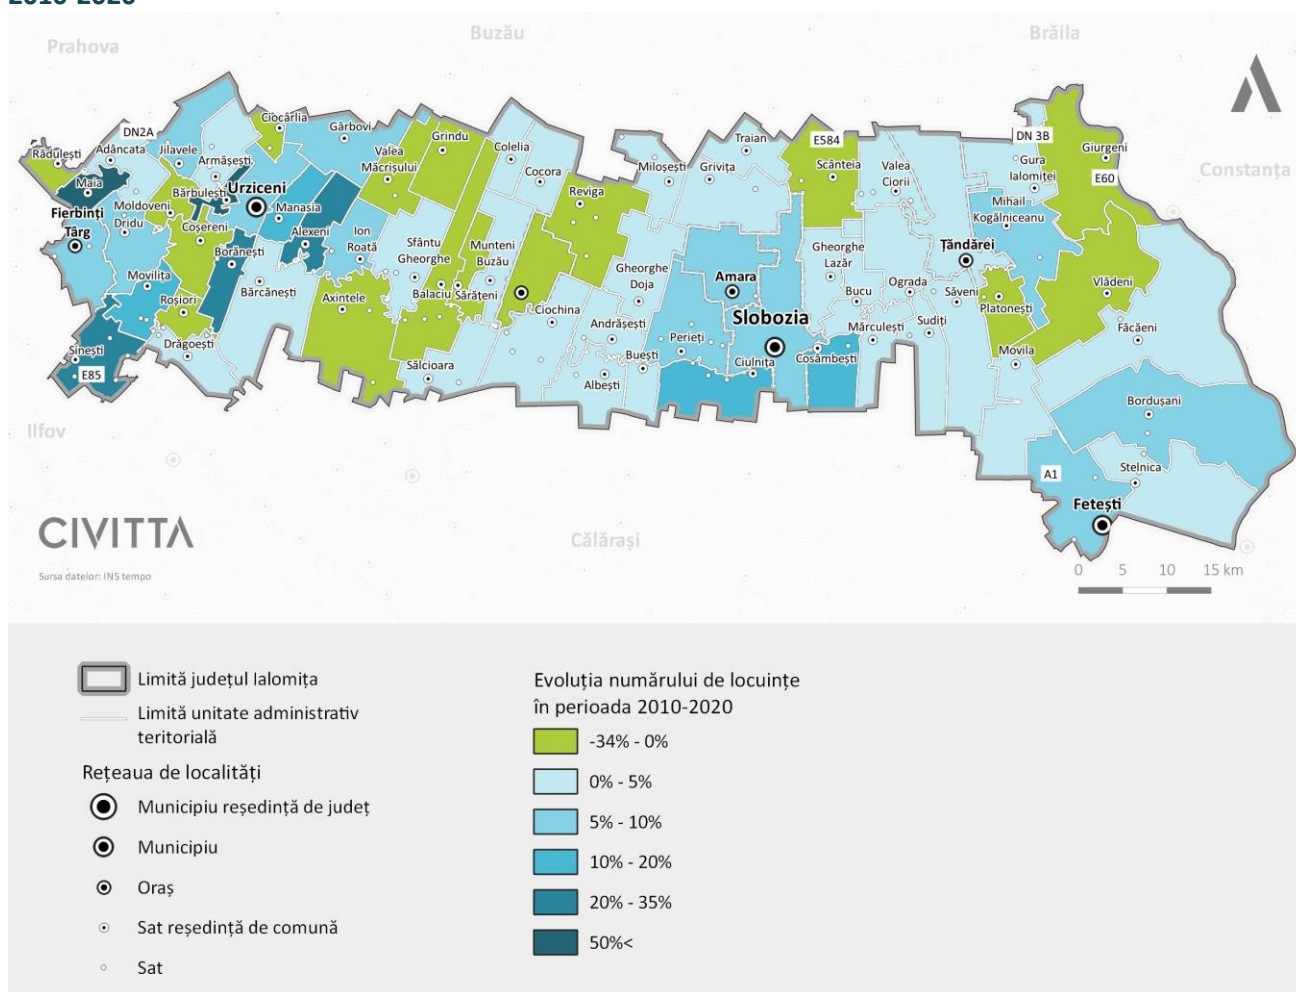 2010-2020
Prahova
Buzău
Brăila
Constanța
Ilfov
Călărași
DN2A
Rădulești
Adâncata
Jilavele
Ciocârlia
Gârbovi
Grindu
Colelia
Traian
E584
DN 3B
Giurgeni
Maia
Armășești
Valea
Măcrișului
Cocora
Miloșești
Grivița
Scânteia
Valea
Ciorii
Gura
Ialomiței
E60
Bărbulești
Urziceni
Moldoveni
Manasia
Reviga
Mihail
Kogălniceanu
Fierbinți
Târg
Dridu
Coșereni
Alexeni
Ion
Roată
Sfântu
Gheorghe
Munteni
Buzău
Gheorghe
Lazăr
Țăndărei
Borănești
Movilița
Bărcănești
Axintele
Balaciu
Sărățeni
Gheorghe
Doja
Amara
Bucu
Ograda
Săveni
Vlădeni
Roșiori
Ciochina
Andrășești
Slobozia
Mărculești
Sudiți
Platonești
Făcăeni
Sinești
Drăgoești
Sălcioara
Buești
Perieți
Ciulnița
Cosâmbești
Movila
E85
Albești
Bordușani
A1
Stelnica
Fetești
CIVITTA
Sursa datelor: INS tempo
0 5 10 15 km
Limită județul Ialomița
Limită unitate administrativ
teritorială
Rețeaua de localități
Municipiu reședință de județ
Municipiu
Oraș
Sat reședință de comună
Sat
Evoluția numărului de locuințe
în perioada 2010-2020
-34% - 0%
0% - 5%
5% - 10%
10% - 20%
20% - 35%
50%<